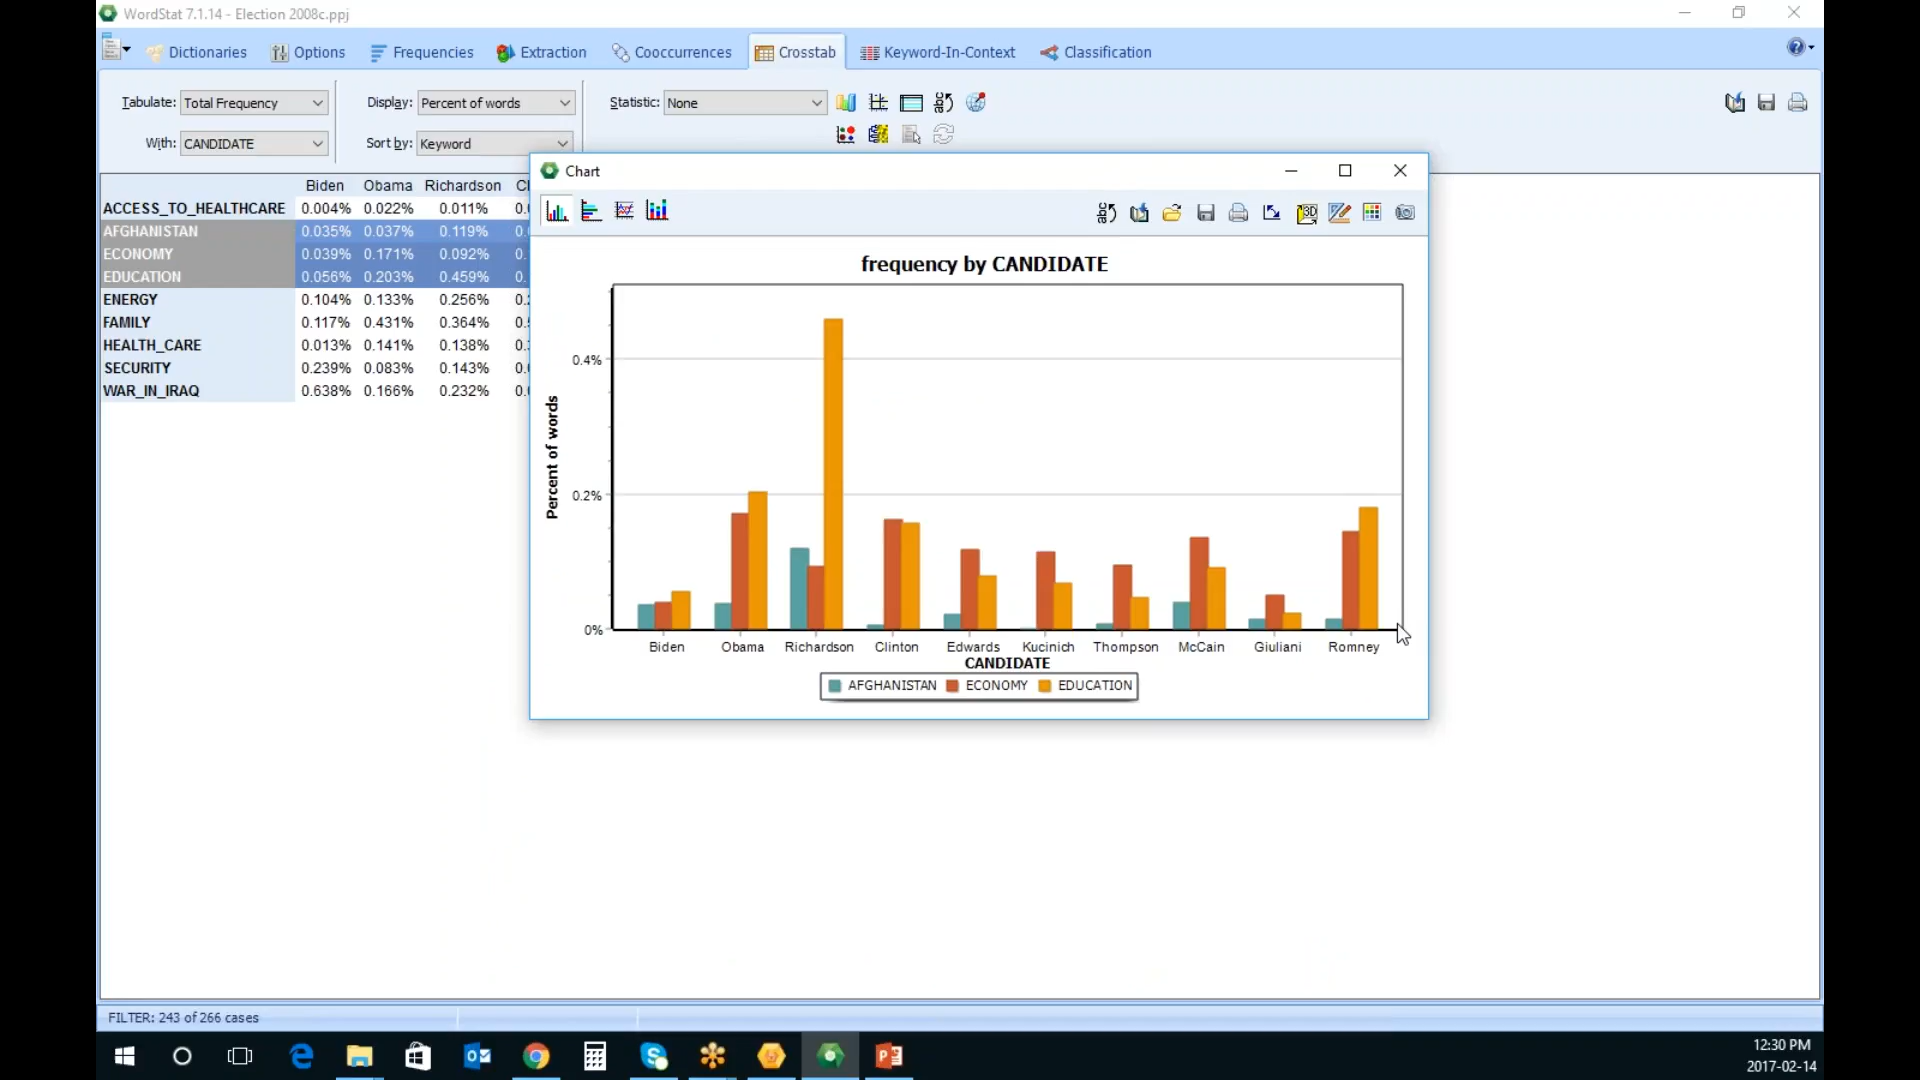 WordStat 7.1.14 - Election 2008c.ppj
Dictionaries Options Frequencies Extraction Cooccurrences Crosstab Keyword-In-Context Classification
Tabulate: Total Frequency Display: Percent of words Statistic: None
With: CANDIDATE Sort by: Keyword
Biden Obama Richardson
ACCESS_TO_HEALTHCARE 0.004% 0.022% 0.011%
AFGHANISTAN 0.035% 0.037% 0.119%
ECONOMY 0.039% 0.171% 0.092%
EDUCATION 0.056% 0.203% 0.459%
ENERGY 0.104% 0.133% 0.256%
FAMILY 0.117% 0.431% 0.364%
HEALTH_CARE 0.013% 0.141% 0.138%
SECURITY 0.239% 0.083% 0.143%
WAR_IN_IRAQ 0.638% 0.166% 0.232%
Chart
frequency by CANDIDATE
Percent of words
0.4%
0.2%
0%
Biden Obama Richardson Clinton Edwards Kucinich Thompson McCain Giuliani Romney
CANDIDATE
AFGHANISTAN ECONOMY EDUCATION
FILTER: 243 of 266 cases
12:30 PM
2017-02-14